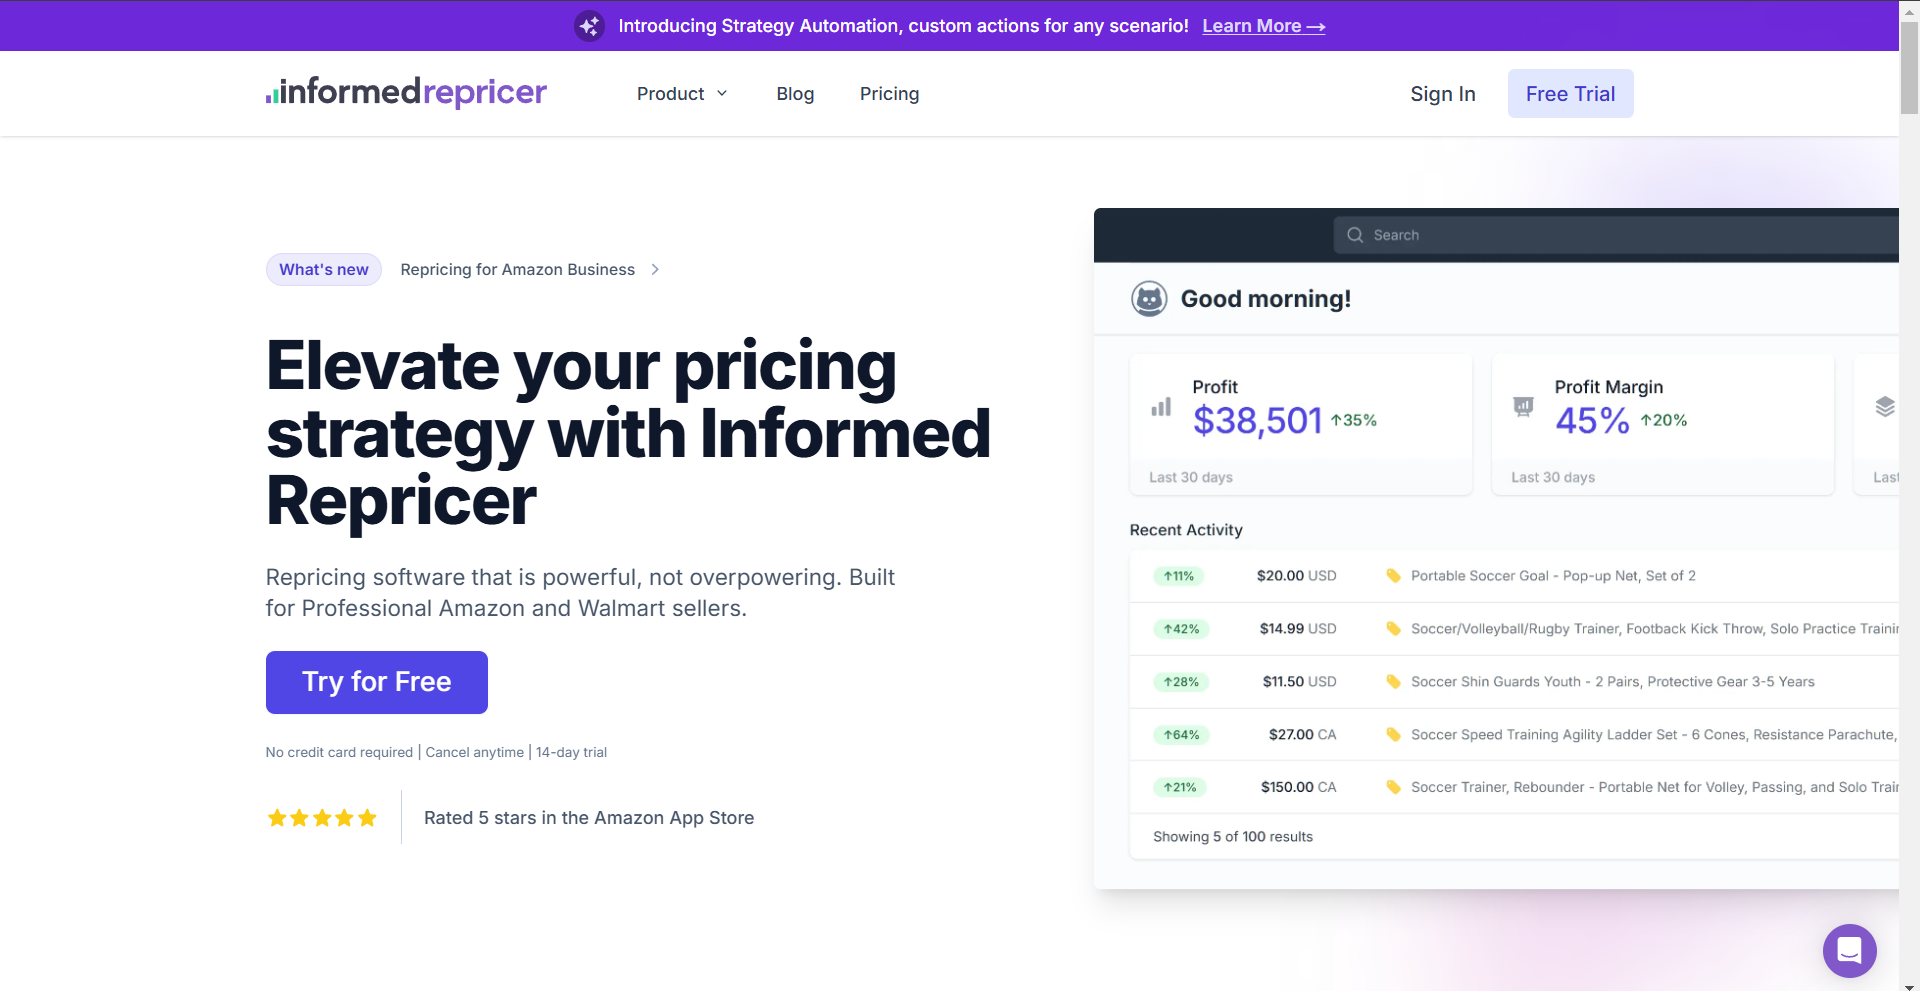 Introducing Strategy Automation, custom actions for any scenario! Learn More →
informedrepricer
Product
Blog
Pricing
Sign In
Free Trial
What's new
Repricing for Amazon Business
Elevate your pricing
strategy with Informed
Repricer
Repricing software that is powerful, not overpowering. Built
for Professional Amazon and Walmart sellers.
Try for Free
No credit card required | Cancel anytime | 14-day trial
Rated 5 stars in the Amazon App Store
Search
Good morning!
Profit
$38,501 ↑35%
Last 30 days
Profit Margin
45% ↑20%
Last 30 days
Last
Recent Activity
↑11% $20.00 USD Portable Soccer Goal - Pop-up Net, Set of 2
↑42% $14.99 USD Soccer/Volleyball/Rugby Trainer, Footback Kick Throw, Solo Practice
↑28% $11.50 USD Soccer Shin Guards Youth - 2 Pairs, Protective Gear 3-5 Years
↑64% $27.00 CA Soccer Speed Training Agility Ladder Set - 6 Cones, Resistance Parachute,
↑21% $150.00 CA Soccer Trainer, Rebounder - Portable Net for Volley, Passing, and Solo
Showing 5 of 100 results